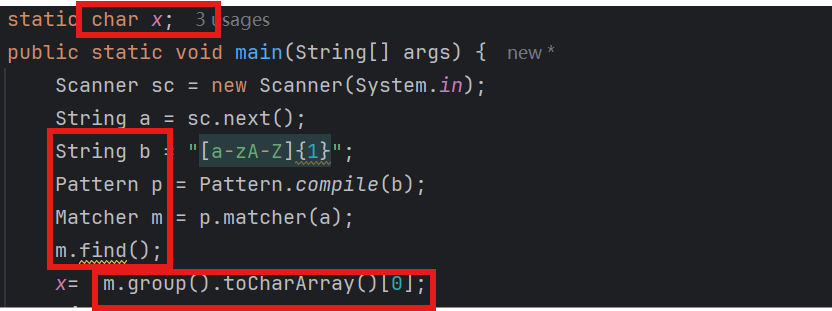 static char x;  3 usages
public static void main(String[] args) {  new *
Scanner sc = new Scanner(System.in);
String a = sc.next();
String b = "[a-zA-Z]{1}";
Pattern p = Pattern.compile(b);
Matcher m = p.matcher(a);
m.find();
x=  m.group().toCharArray()[0];